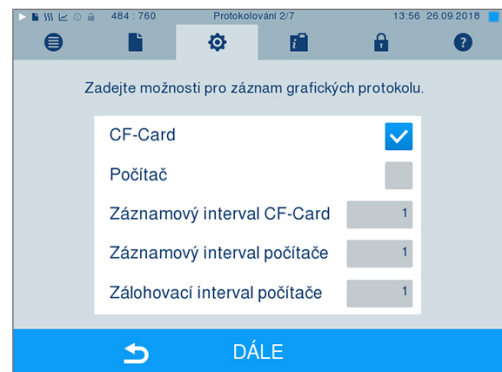 484 : 760 Protokolování 2/7 13:56 26.09.2018
Zadejte možnosti pro záznam grafických protokolu.
CF-Card
Počítač
Záznamový interval CF-Card 1
Záznamový interval počítače 1
Zálohovací interval počítače 1
DÁLE